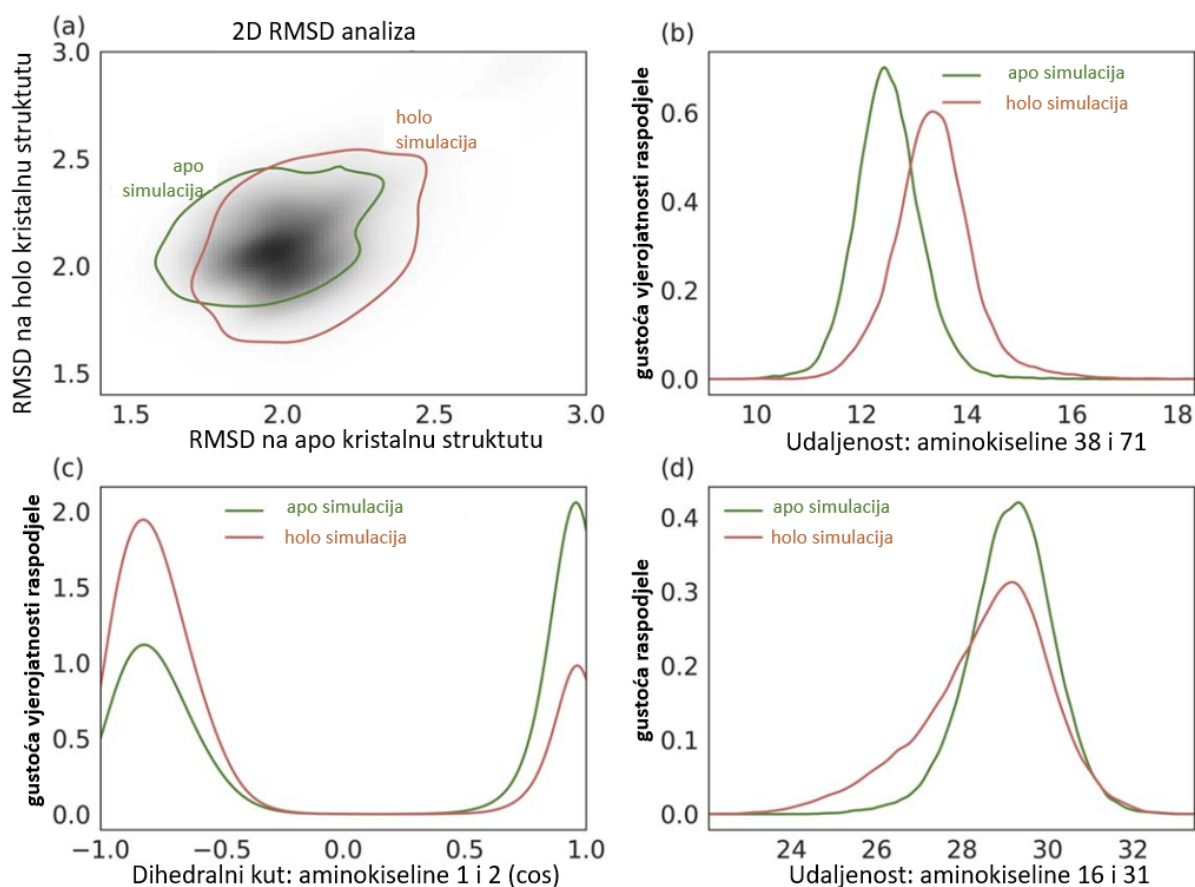 (a)
2D RMSD analiza
RMSD na holo kristalnu struktutu
3.0
2.5
2.0
1.5
holo
simulacija
apo
simulacija
1.5 2.0 2.5 3.0
RMSD na apo kristalnu struktutu
(b)
gustoća vjerojatnosti raspodjele
apo simulacija
holo simulacija
0.6
0.4
0.2
0.0
10 12 14 16 18
Udaljenost: aminokiseline 38 i 71
(c)
gustoća vjerojatnosti raspodjele
apo simulacija
holo simulacija
2.0
1.5
1.0
0.5
0.0
−1.0 −0.5 0.0 0.5 1.0
Dihedralni kut: aminokiseline 1 i 2 (cos)
(d)
gustoća raspodjele
apo simulacija
holo simulacija
0.4
0.3
0.2
0.1
0.0
24 26 28 30 32
Udaljenost: aminokiseline 16 i 31